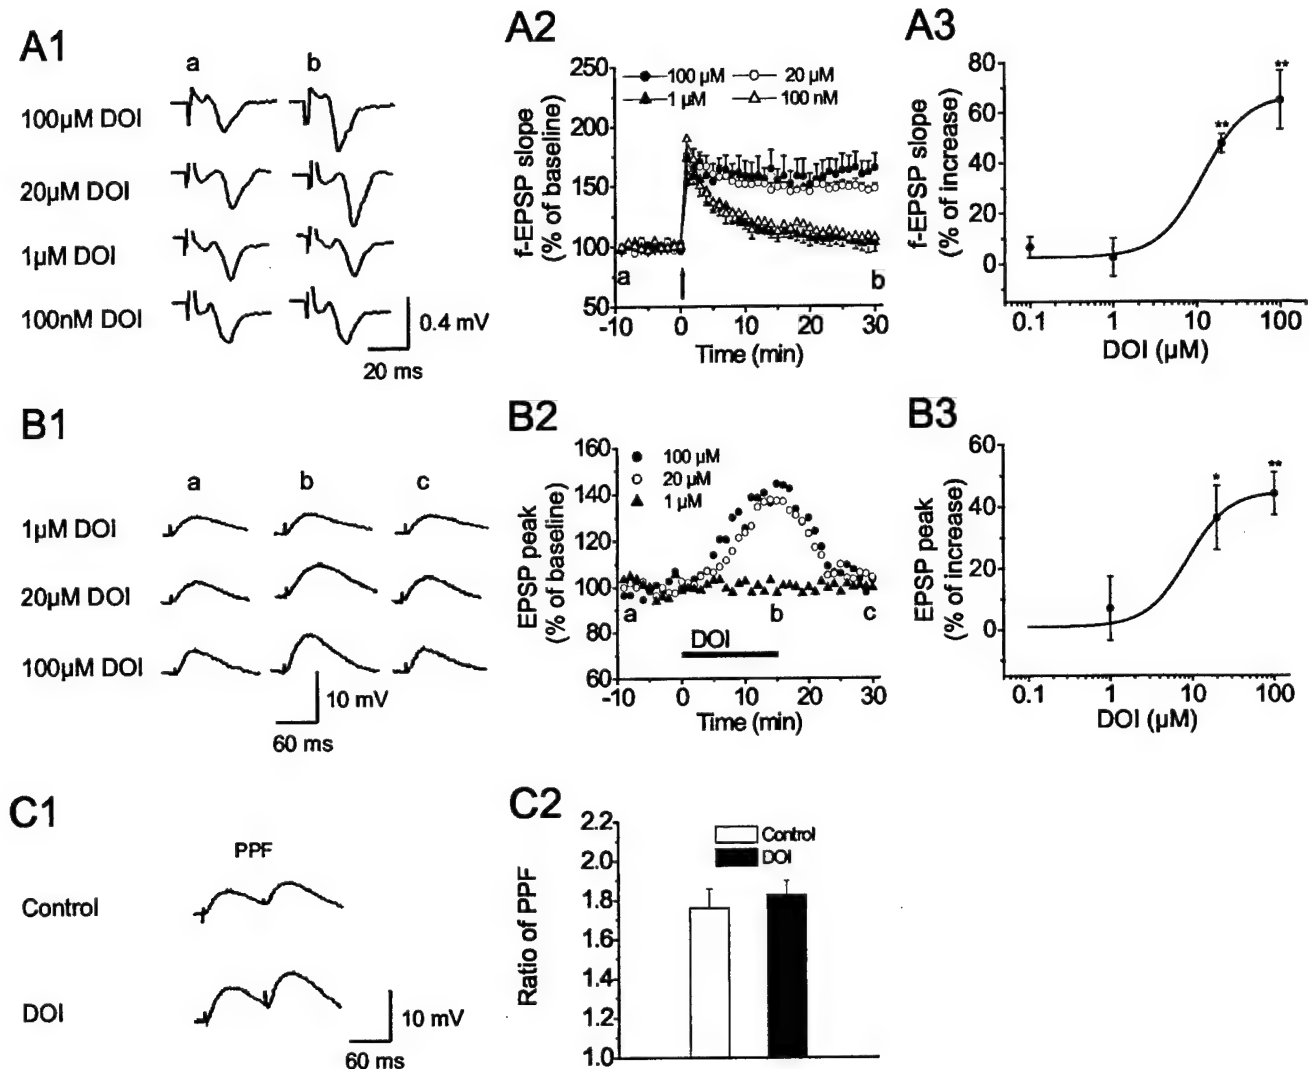 A1
a b
100µM DOI
20µM DOI
1µM DOI
100nM DOI
0.4 mV
20 ms
A2
f-EPSP slope
(% of baseline)
250
200
150
100
50
100 µM 20 µM
1 µM 100 nM
a b
-10 0 10 20 30
Time (min)
A3
f-EPSP slope
(% of increase)
80
60
40
20
0
** **
0.1 1 10 100
DOI (µM)
B1
a b c
1µM DOI
20µM DOI
100µM DOI
10 mV
60 ms
B2
EPSP peak
(% of baseline)
160
140
120
100
80
60
100 µM
20 µM
1 µM
a b c
DOI
-10 0 10 20 30
Time (min)
B3
EPSP peak
(% of increase)
60
40
20
0
* **
0.1 1 10 100
DOI (µM)
C1
PPF
Control
DOI
10 mV
60 ms
C2
Ratio of PPF
2.2
2.0
1.8
1.6
1.4
1.2
1.0
Control
DOI